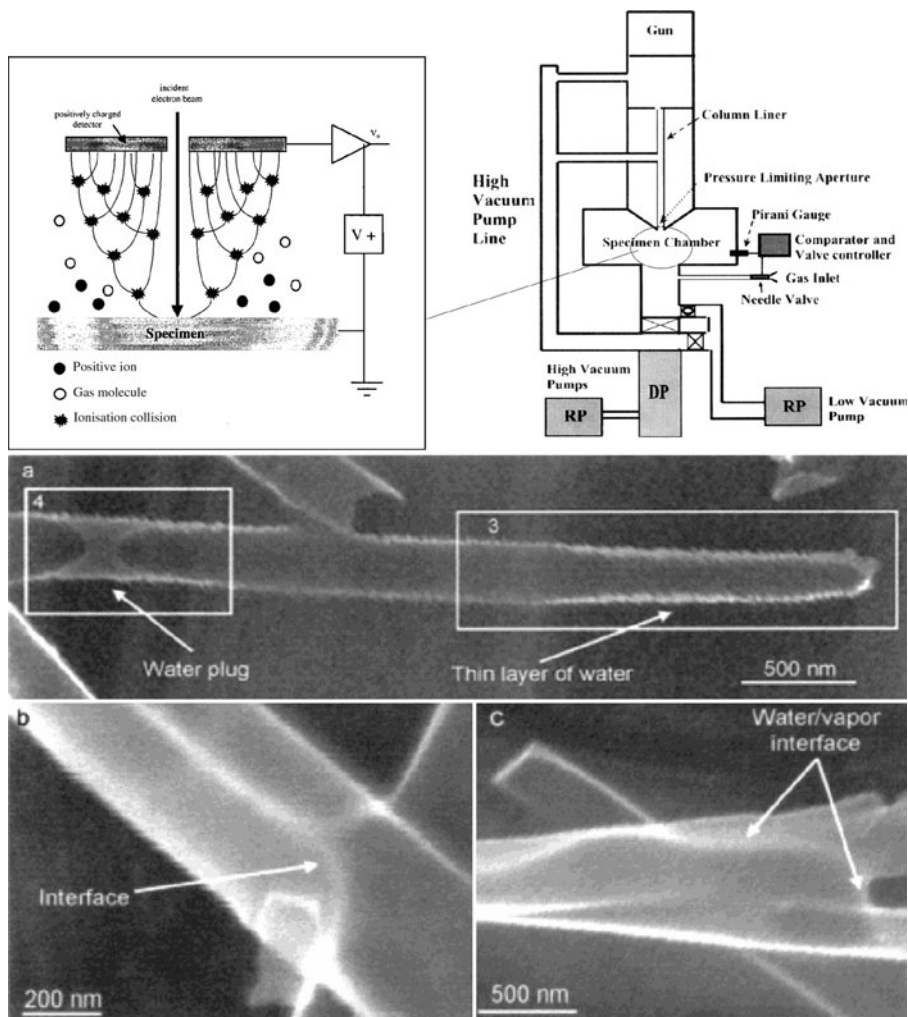 incident
electron beam
positively charged
detector
V₀
V +
Specimen
Positive ion
Gas molecule
Ionisation collision
Gun
Column Liner
High
Vacuum
Pump
Line
Pressure Limiting Aperture
Pirani Gauge
Specimen Chamber
Comparator and
Valve controller
Gas Inlet
Needle Valve
High Vacuum
Pumps
RP
DP
RP
Low Vacuum
Pump
a
4
3
Water plug
Thin layer of water
500 nm
b
Interface
200 nm
c
Water/vapor
interface
500 nm